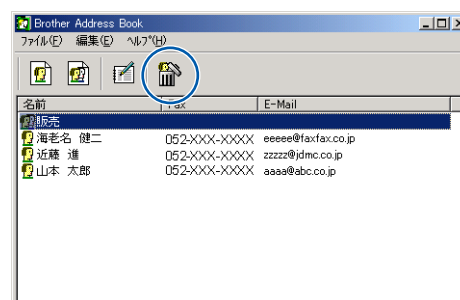 Brother Address Book
ファイル(F) 編集(E) ヘルプ(H)
名前 Fax E-Mail
販売
海老名 健二 052-XXX-XXXX eeeee@faxfax.co.jp
近藤 進 052-XXX-XXXX zzzzz@jdmc.co.jp
山本 太郎 052-XXX-XXXX aaaa@abc.co.jp